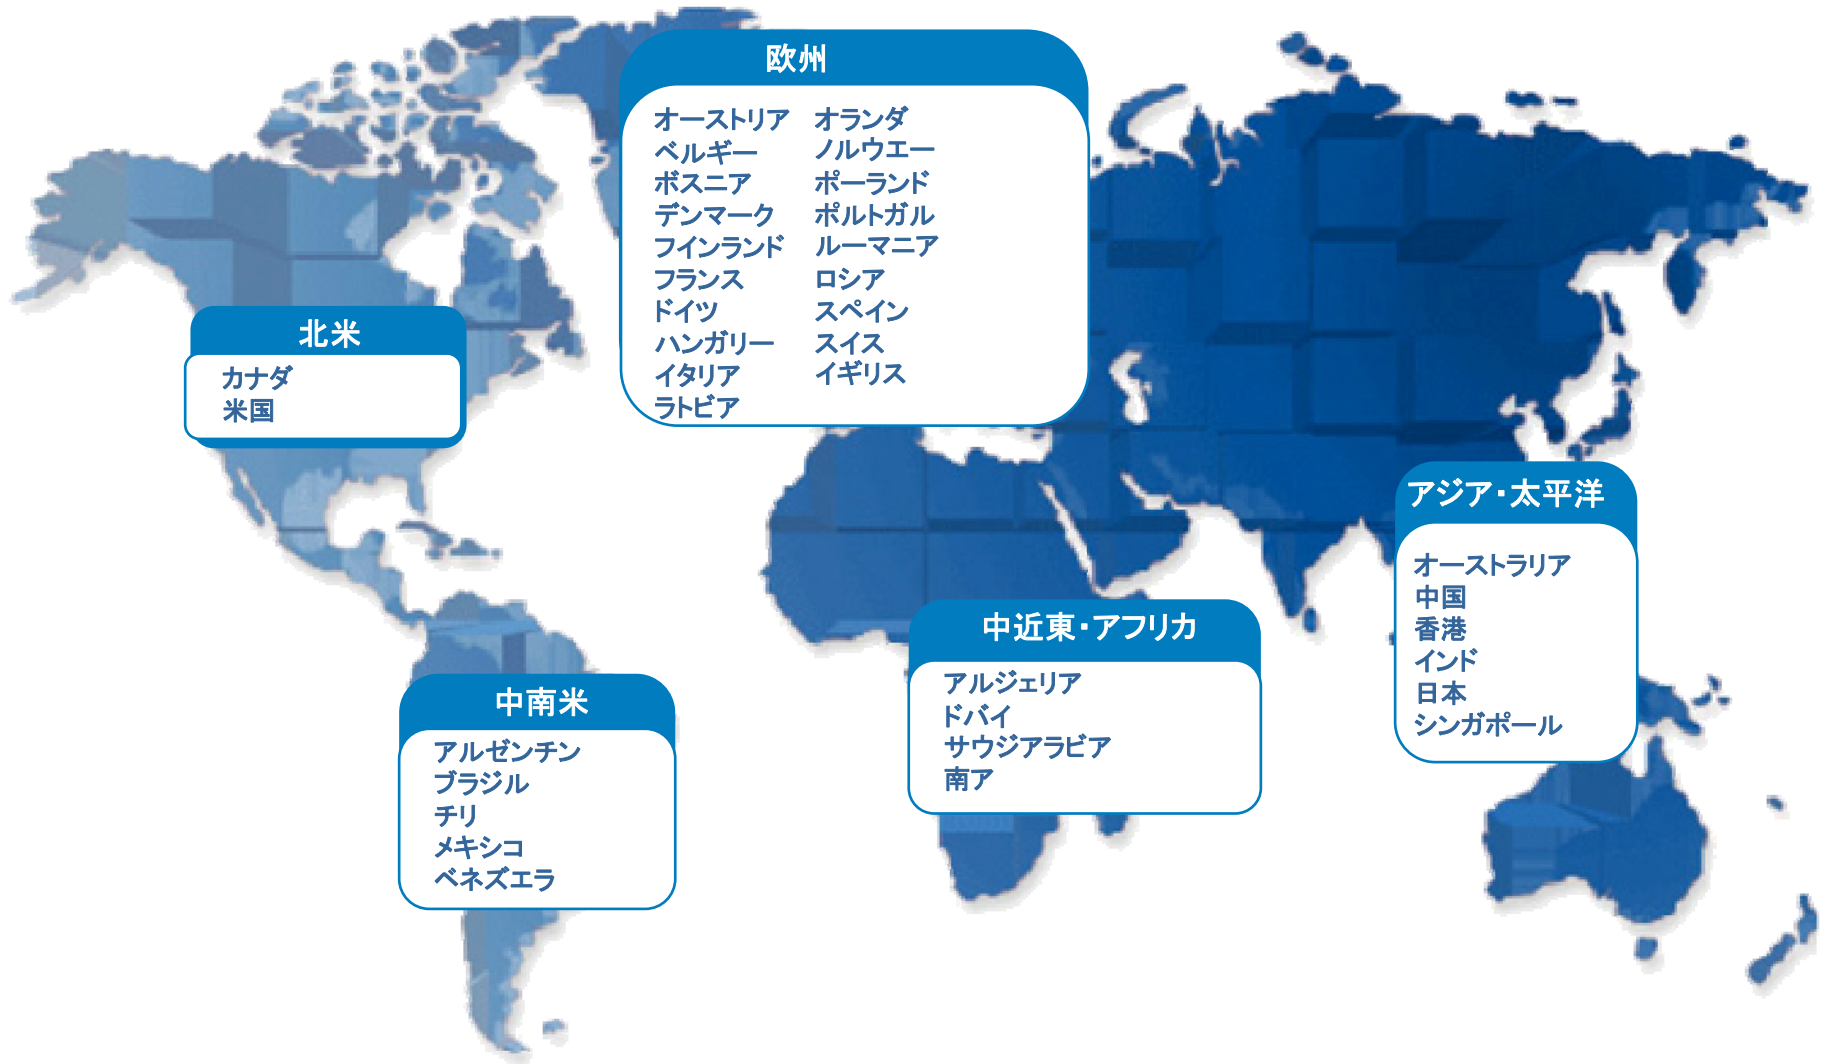 欧州
オーストリア
ベルギー
ボスニア
デンマーク
フインランド
フランス
ドイツ
ハンガリー
イタリア
ラトビア
オランダ
ノルウエー
ポーランド
ポルトガル
ルーマニア
ロシア
スペイン
スイス
イギリス
北米
カナダ
米国
アジア・太平洋
オーストラリア
中国
香港
インド
日本
シンガポール
中近東・アフリカ
アルジェリア
ドバイ
サウジアラビア
南ア
中南米
アルゼンチン
ブラジル
チリ
メキシコ
ベネズエラ